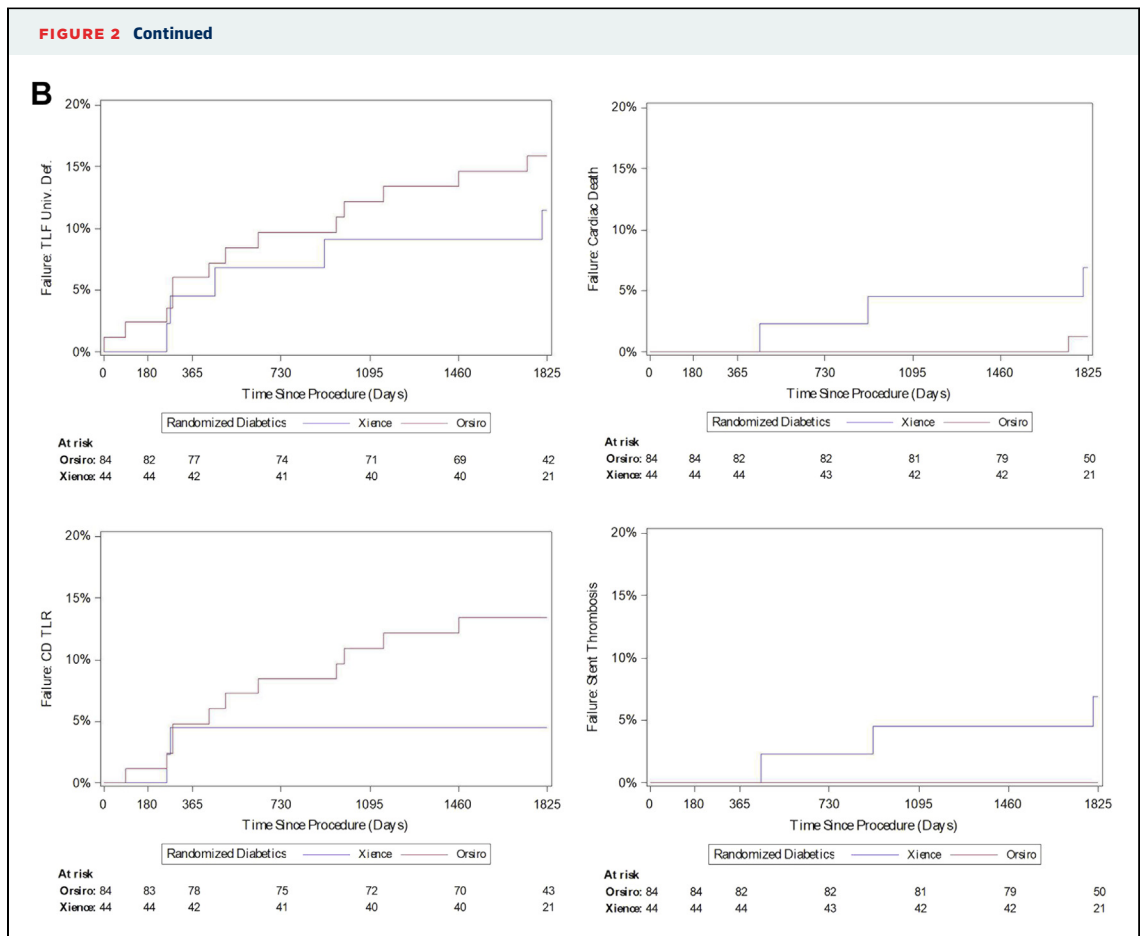 FIGURE 2 Continued
B
20%
15%
10%
5%
0%
Failure: TLF Univ. Def.
0 180 365 730 1095 1460 1825
Time Since Procedure (Days)
Randomized Diabetics Xience Orsiro
At risk
Orsiro: 84 82 77 74 71 69 42
Xience: 44 44 42 41 40 40 21
20%
15%
10%
5%
0%
Failure: Cardiac Death
0 180 365 730 1095 1460 1825
Time Since Procedure (Days)
Randomized Diabetics Xience Orsiro
At risk
Orsiro: 84 84 82 82 81 79 50
Xience: 44 44 44 43 42 42 21
20%
15%
10%
5%
0%
Failure: CD TLR
0 180 365 730 1095 1460 1825
Time Since Procedure (Days)
Randomized Diabetics Xience Orsiro
At risk
Orsiro: 84 83 78 75 72 70 43
Xience: 44 44 42 41 40 40 21
20%
15%
10%
5%
0%
Failure: Stent Thrombosis
0 180 365 730 1095 1460 1825
Time Since Procedure (Days)
Randomized Diabetics Xience Orsiro
At risk
Orsiro: 84 84 82 82 81 79 50
Xience: 44 44 44 43 42 42 21